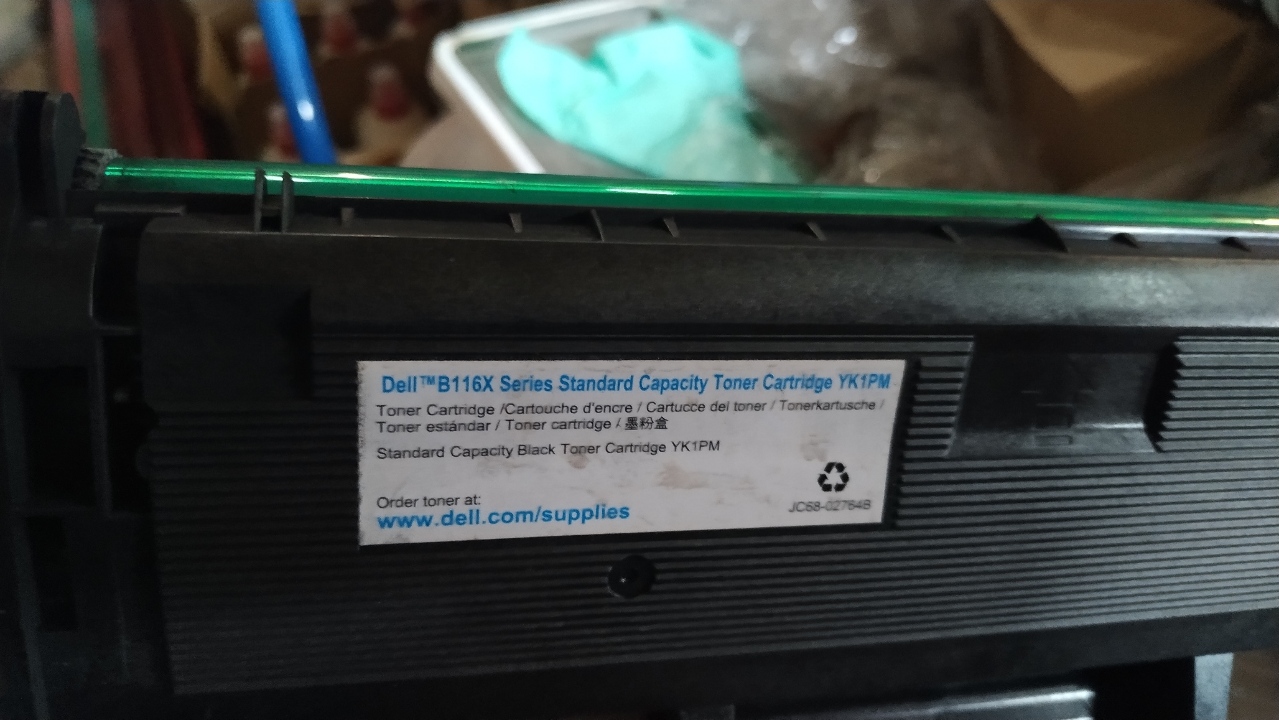 Dell™B116X Series Standard Capacity Toner Cartridge YK1PM
Toner Cartridge /Cartouche d'encre / Cartucce del toner / Tonerkartusche /
Toner estándar / Toner cartridge / 墨粉盒
Standard Capacity Black Toner Cartridge YK1PM
Order toner at:
www.dell.com/supplies
JC68-02764B